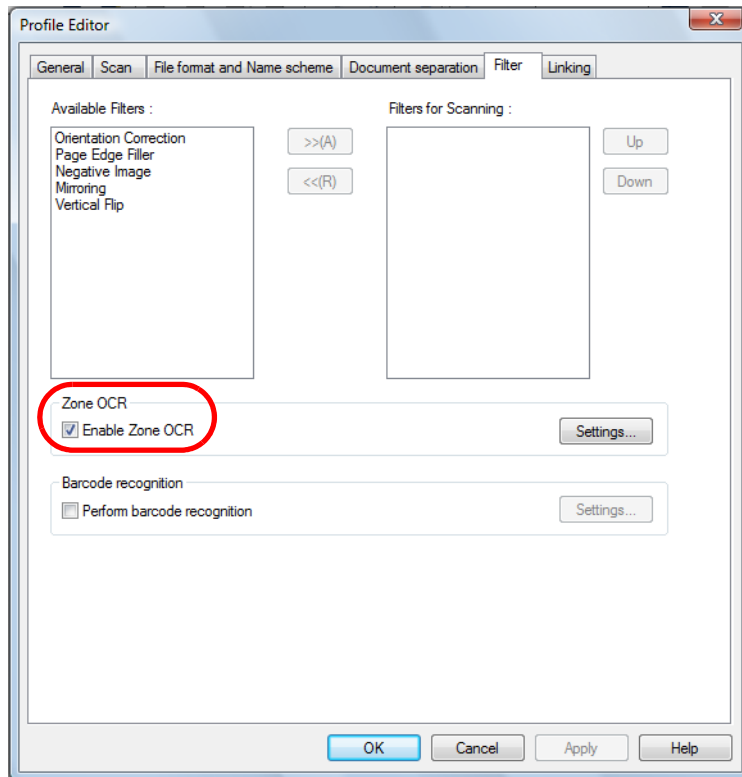 Profile Editor
General Scan File format and Name scheme Document separation Filter Linking
Available Filters : Filters for Scanning :
Orientation Correction
Page Edge Filler
Negative Image
Mirroring
Vertical Flip
>>(A)
<<(R)
Up
Down
Zone OCR
Enable Zone OCR Settings...
Barcode recognition
Perform barcode recognition Settings...
OK Cancel Apply Help